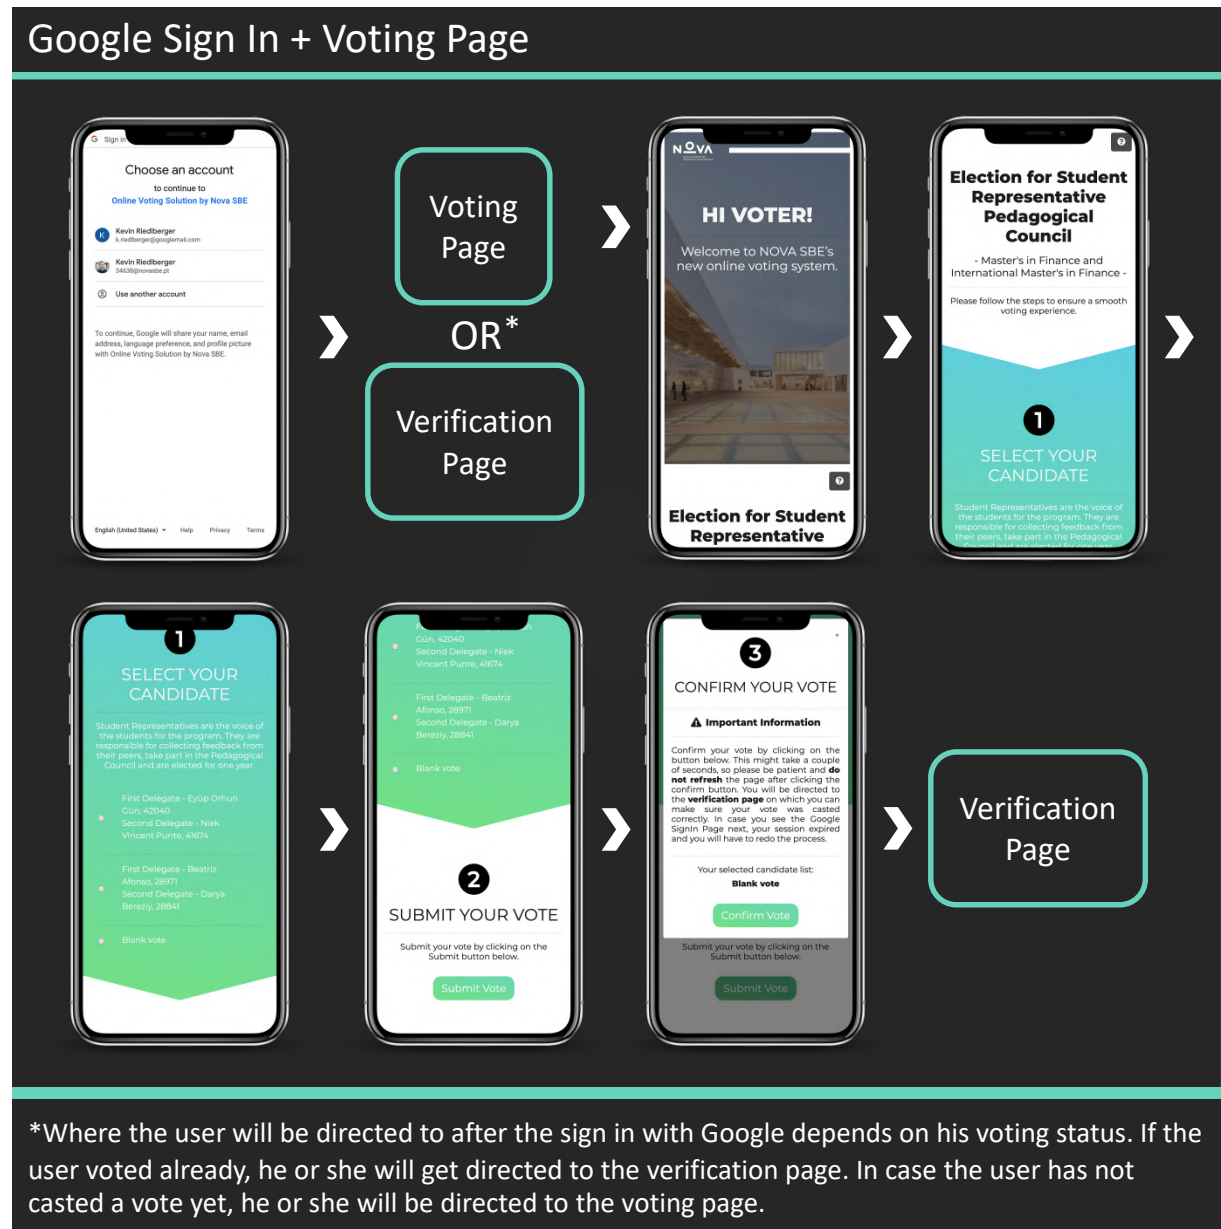 Google Sign In + Voting Page
G Sign in
Choose an account
to continue to
Online Voting Solution by Nova SBE
K
Kevin Riedlberger
k.riedlberger@googlemail.com
Kevin Riedlberger
34638@novasbe.pt
Use another account
To continue, Google will share your name, email
address, language preference, and profile picture
with Online Voting Solution by Nova SBE.
English (United States) Help Privacy Terms
Voting
Page
OR*
Verification
Page
NOVA
HI VOTER!
Welcome to NOVA SBE's
new online voting system.
?
Election for Student
Representative
?
Election for Student
Representative
Pedagogical
Council
- Master's in Finance and
International Master's in Finance -
Please follow the steps to ensure a smooth
voting experience.
1
SELECT YOUR
CANDIDATE
Student Representatives are the voice of
the students for the program. They are
responsible for collecting feedback from
their peers, take part in the Pedagogical
Council and are elected for one year.
1
SELECT YOUR
CANDIDATE
Student Representatives are the voice of
the students for the program. They are
responsible for collecting feedback from
their peers, take part in the Pedagogical
Council and are elected for one year.
First Delegate - Eyüp Orhun
Gün, 42040
Second Delegate - Niek
Vincent Punte, 41674
First Delegate - Beatriz
Afonso, 28971
Second Delegate - Darya
Bereziy, 28841
Blank vote
Gün, 42040
Second Delegate - Niek
Vincent Punte, 41674
First Delegate - Beatriz
Afonso, 28971
Second Delegate - Darya
Bereziy, 28841
Blank vote
2
SUBMIT YOUR VOTE
Submit your vote by clicking on the
Submit button below.
Submit Vote
3
CONFIRM YOUR VOTE
Important Information
Confirm your vote by clicking on the
button below. This might take a couple
of seconds, so please be patient and do
not refresh the page after clicking the
confirm button. You will be directed to
the verification page on which you can
make sure your vote was casted
correctly. In case you see the Google
SignIn Page next, your session expired
and you will have to redo the process.
Your selected candidate list:
Blank vote
Confirm Vote
Submit your vote by clicking on the
Submit button below.
Submit Vote
Verification
Page
*Where the user will be directed to after the sign in with Google depends on his voting status. If the
user voted already, he or she will get directed to the verification page. In case the user has not
casted a vote yet, he or she will be directed to the voting page.